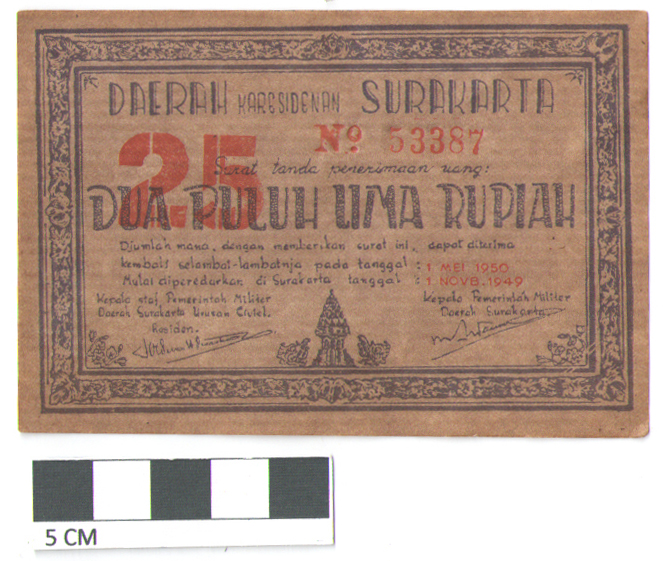 DAERAH KARESIDENAN SURAKARTA
25
No 53387
Surat tanda penerimaan uang:
DUA PULUH LIMA RUPIAH
Djumlah mana, dengan memberikan surat ini, dapat diterima
kembali selambat-lambatnja pada tanggal : 1 MEI 1950
Mulai diperedarkan di Surakarta tanggal : 1 NOVB. 1949
Kepala staf Pemerintah Militer
Daerah Surakarta Urusan Civiel.
Residen.
Kepala Pemerintah Militer
Daerah Surakarta
5 CM